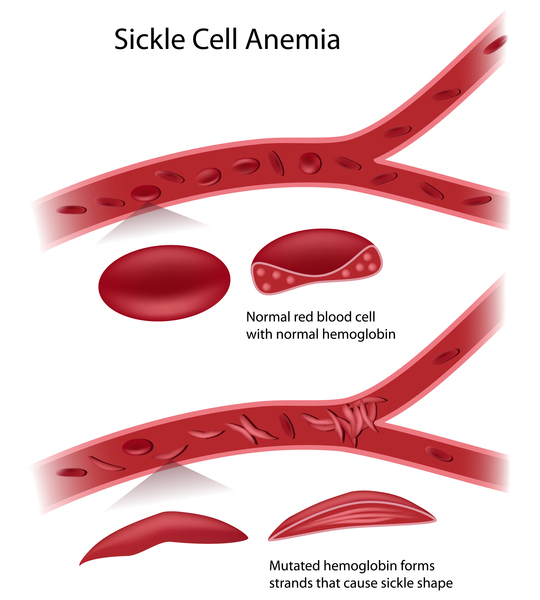 Sickle Cell Anemia
Normal red blood cell
with normal hemoglobin
Mutated hemoglobin forms
strands that cause sickle shape